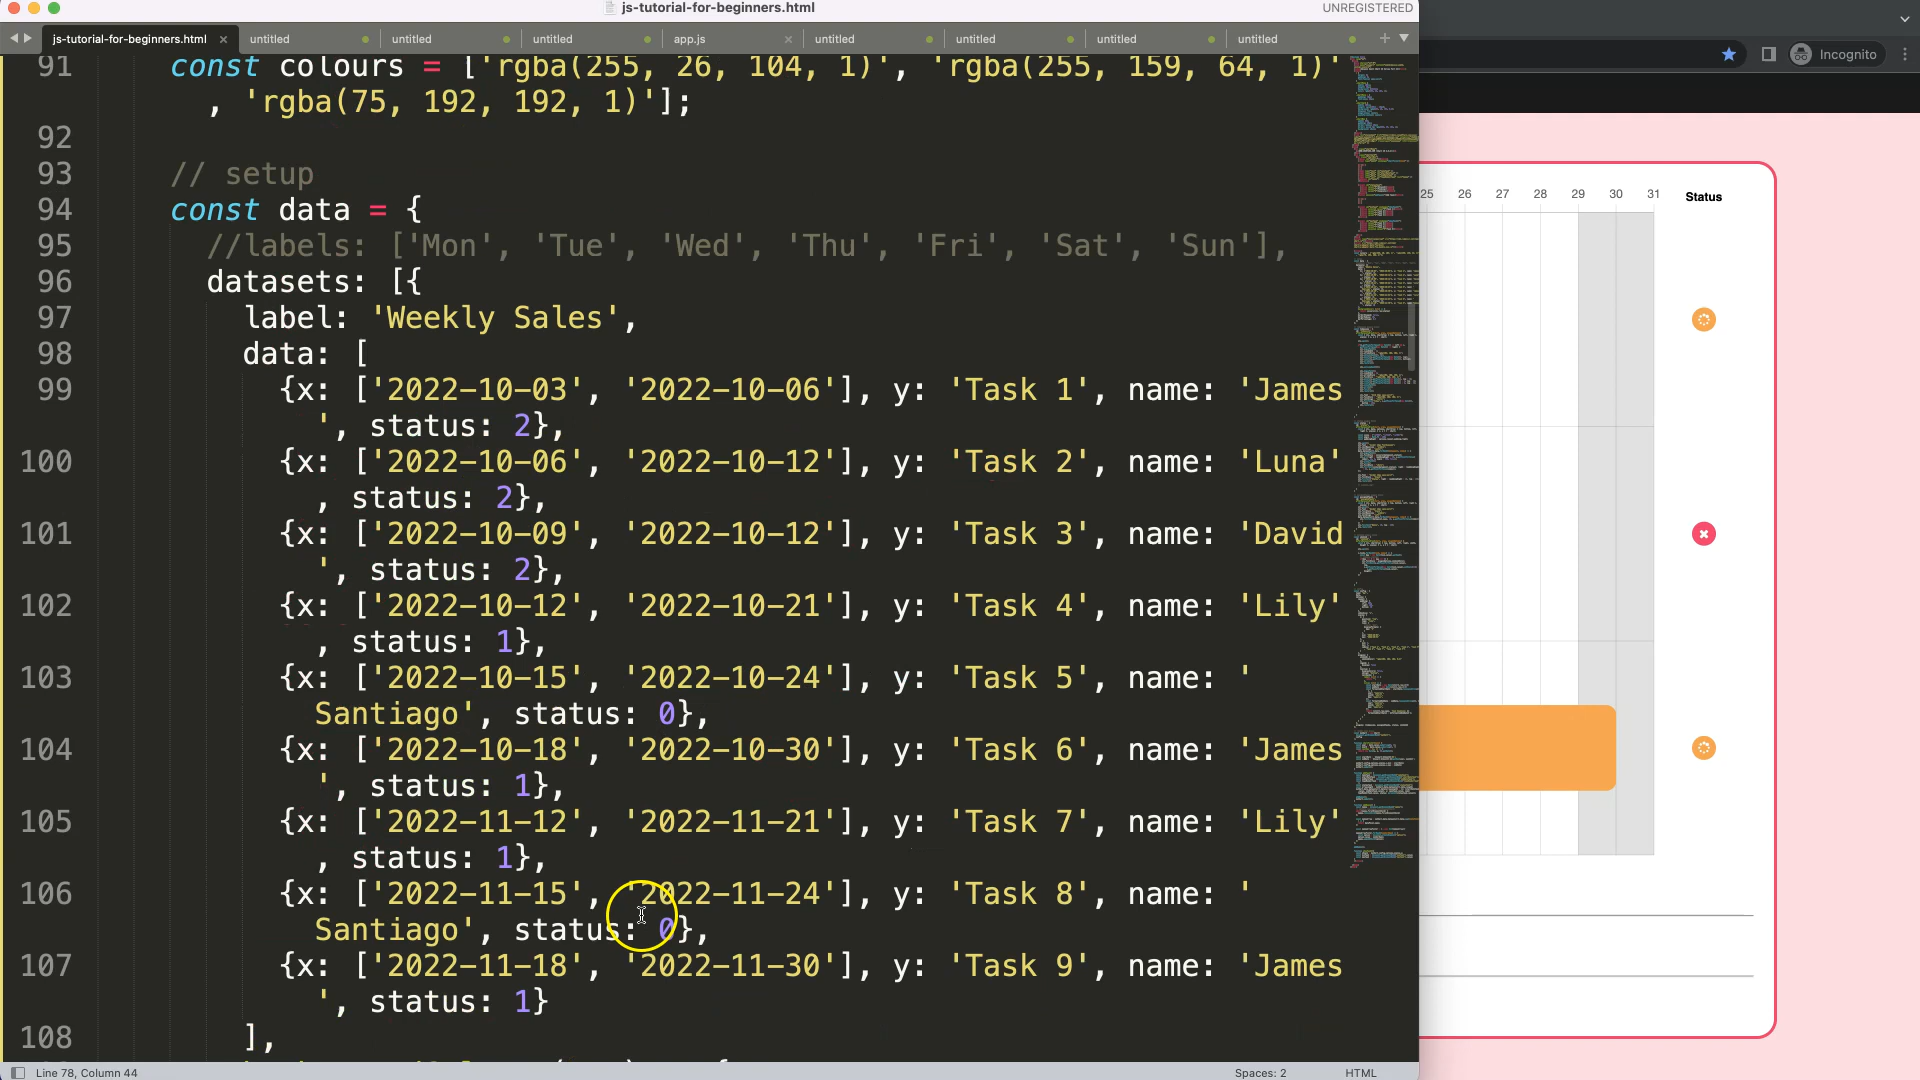 js-tutorial-for-beginners.html
UNREGISTERED
js-tutorial-for-beginners.html
untitled
untitled
untitled
app.js
untitled
untitled
untitled
untitled
Incognito
91 const colours = ['rgba(255, 26, 104, 1)', 'rgba(255, 159, 64, 1)'
, 'rgba(75, 192, 192, 1)'];
92
93 // setup
94 const data = {
95 //labels: ['Mon', 'Tue', 'Wed', 'Thu', 'Fri', 'Sat', 'Sun'],
96 datasets: [{
97 label: 'Weekly Sales',
98 data: [
99 {x: ['2022-10-03', '2022-10-06'], y: 'Task 1', name: 'James
', status: 2},
100 {x: ['2022-10-06', '2022-10-12'], y: 'Task 2', name: 'Luna'
, status: 2},
101 {x: ['2022-10-09', '2022-10-12'], y: 'Task 3', name: 'David
', status: 2},
102 {x: ['2022-10-12', '2022-10-21'], y: 'Task 4', name: 'Lily'
, status: 1},
103 {x: ['2022-10-15', '2022-10-24'], y: 'Task 5', name: '
Santiago', status: 0},
104 {x: ['2022-10-18', '2022-10-30'], y: 'Task 6', name: 'James
', status: 1},
105 {x: ['2022-11-12', '2022-11-21'], y: 'Task 7', name: 'Lily'
, status: 1},
106 {x: ['2022-11-15', '2022-11-24'], y: 'Task 8', name: '
Santiago', status: 0},
107 {x: ['2022-11-18', '2022-11-30'], y: 'Task 9', name: 'James
', status: 1}
108 ],
25 26 27 28 29 30 31 Status
Line 78, Column 44
Spaces: 2
HTML